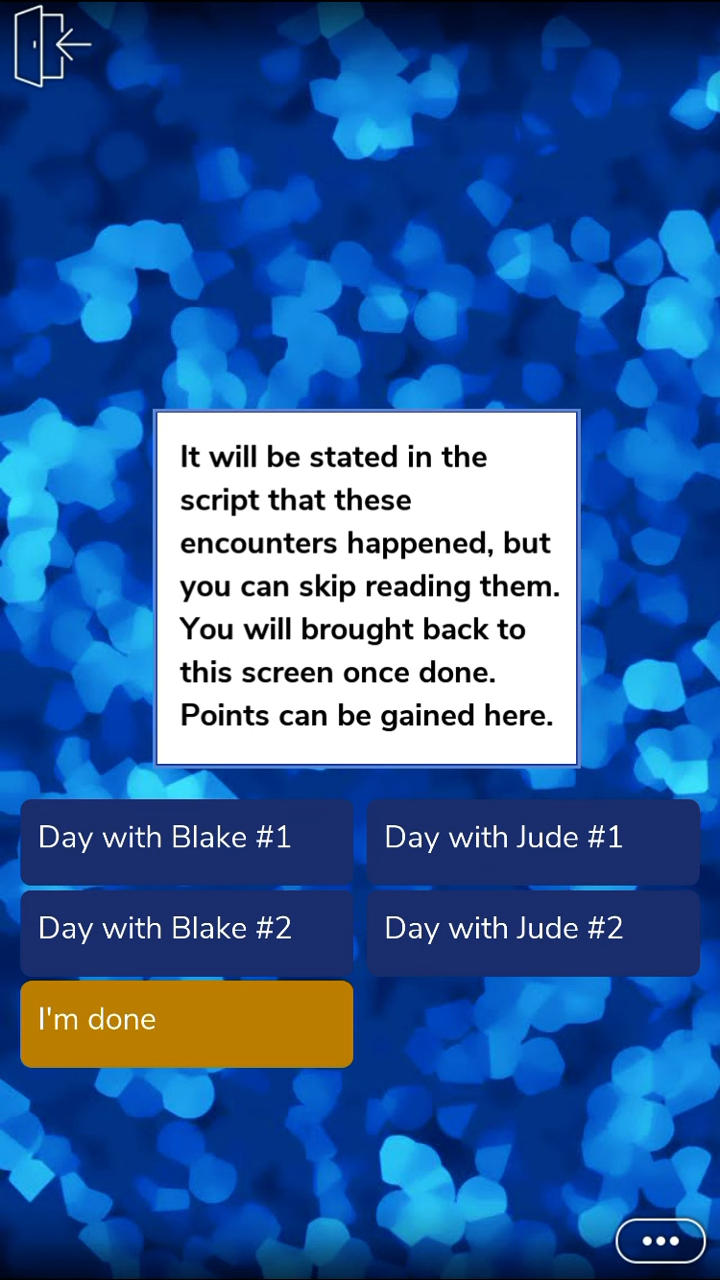 It will be stated in the
script that these
encounters happened, but
you can skip reading them.
You will brought back to
this screen once done.
Points can be gained here.
Day with Blake #1
Day with Jude #1
Day with Blake #2
Day with Jude #2
I'm done